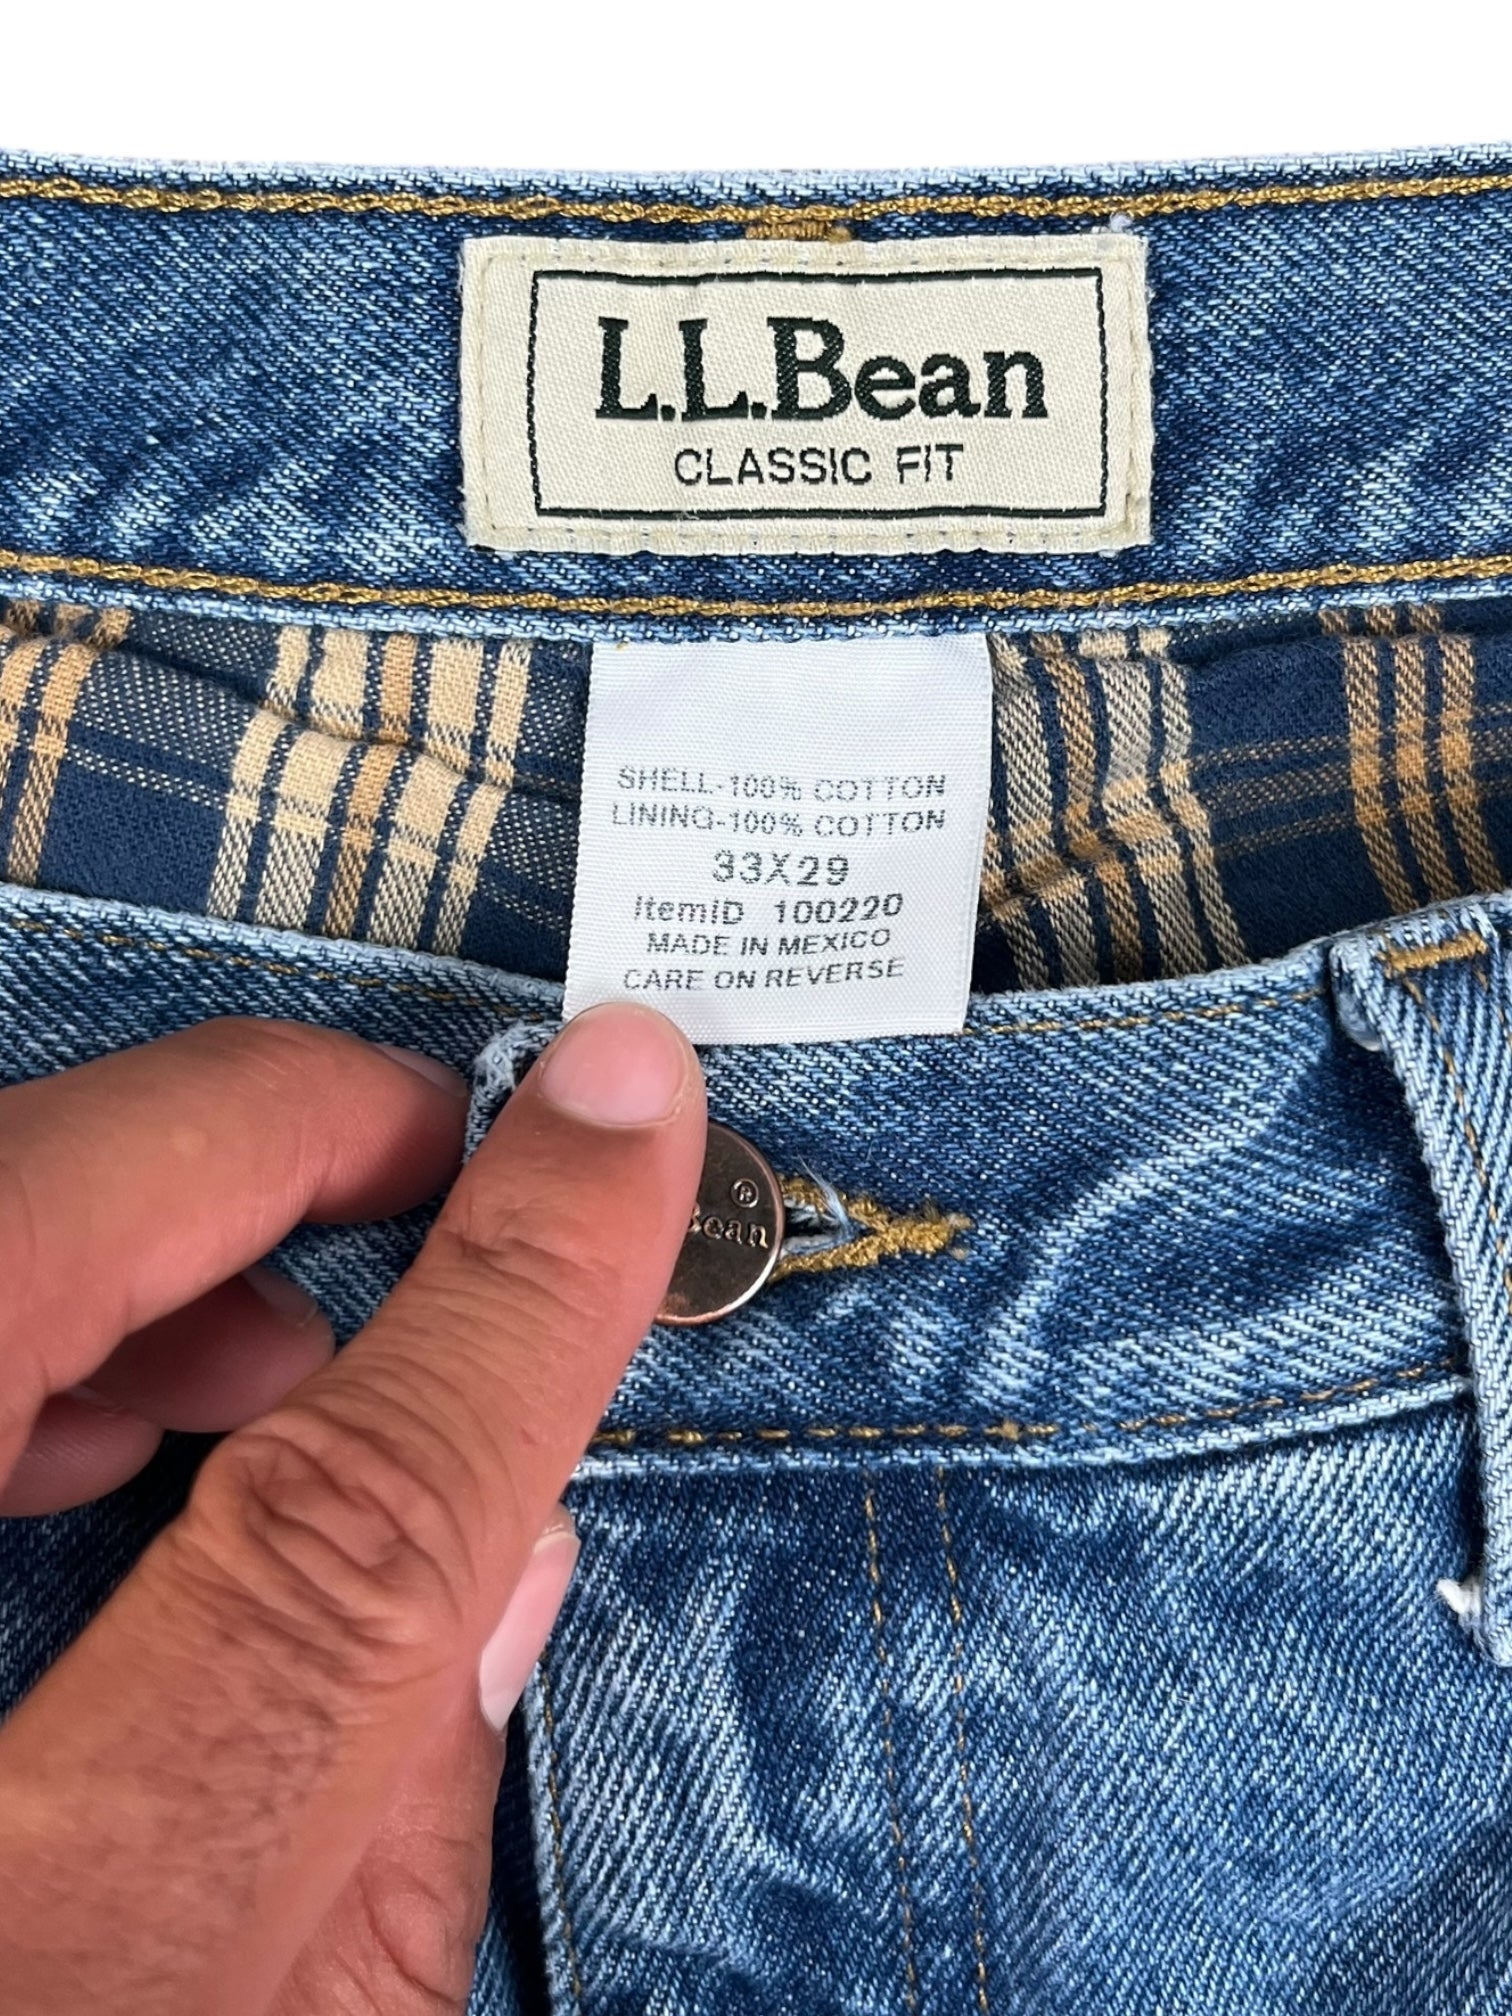 L.L.Bean
CLASSIC FIT
SHELL-100% COTTON
LINING-100% COTTON
33X29
ItemID 100220
MADE IN MEXICO
CARE ON REVERSE
®
Bean